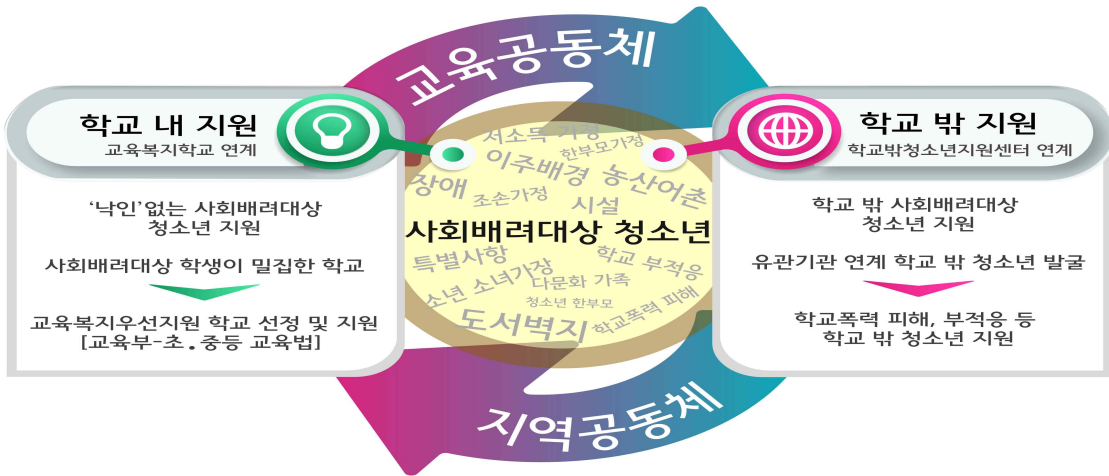 교육공동체
학교 내 지원
교육복지학교 연계
'낙인'없는 사회배려대상
청소년 지원
사회배려대상 학생이 밀집한 학교
교육복지우선지원 학교 선정 및 지원
[교육부-초.중등 교육법]
저소득 가정
한부모가정
이주배경
농산어촌
장애
조손가정
시설
사회배려대상 청소년
특별사항
학교 부적응
소년 소녀가장
다문화 가족
청소년 한부모
도서벽지
학교폭력 피해
학교 밖 지원
학교밖청소년지원센터 연계
학교 밖 사회배려대상
청소년 지원
유관기관 연계 학교 밖 청소년 발굴
학교폭력 피해, 부적응 등
학교 밖 청소년 지원
지역공동체